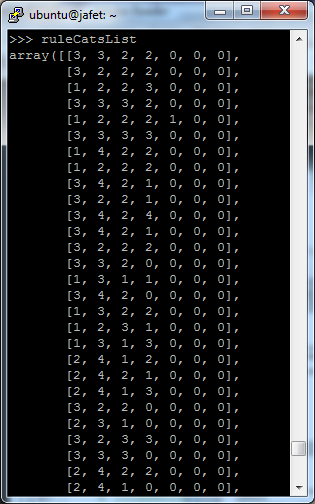 ubuntu@jafet: ~
>>> ruleCatsList
array([[3, 3, 2, 2, 0, 0, 0],
[3, 2, 2, 2, 0, 0, 0],
[1, 2, 2, 3, 0, 0, 0],
[3, 3, 3, 2, 0, 0, 0],
[1, 2, 2, 2, 1, 0, 0],
[3, 3, 3, 3, 0, 0, 0],
[1, 4, 2, 2, 0, 0, 0],
[1, 2, 2, 2, 0, 0, 0],
[3, 4, 2, 1, 0, 0, 0],
[3, 2, 2, 1, 0, 0, 0],
[3, 4, 2, 4, 0, 0, 0],
[3, 4, 2, 1, 0, 0, 0],
[3, 2, 2, 2, 0, 0, 0],
[3, 3, 2, 0, 0, 0, 0],
[1, 3, 1, 1, 0, 0, 0],
[3, 4, 2, 0, 0, 0, 0],
[1, 3, 2, 2, 0, 0, 0],
[1, 2, 3, 1, 0, 0, 0],
[1, 3, 1, 3, 0, 0, 0],
[2, 4, 1, 2, 0, 0, 0],
[2, 4, 2, 1, 0, 0, 0],
[2, 4, 1, 3, 0, 0, 0],
[3, 2, 2, 0, 0, 0, 0],
[2, 3, 1, 0, 0, 0, 0],
[3, 2, 3, 3, 0, 0, 0],
[3, 3, 3, 0, 0, 0, 0],
[2, 4, 2, 2, 0, 0, 0],
[2, 4, 1, 0, 0, 0, 0],